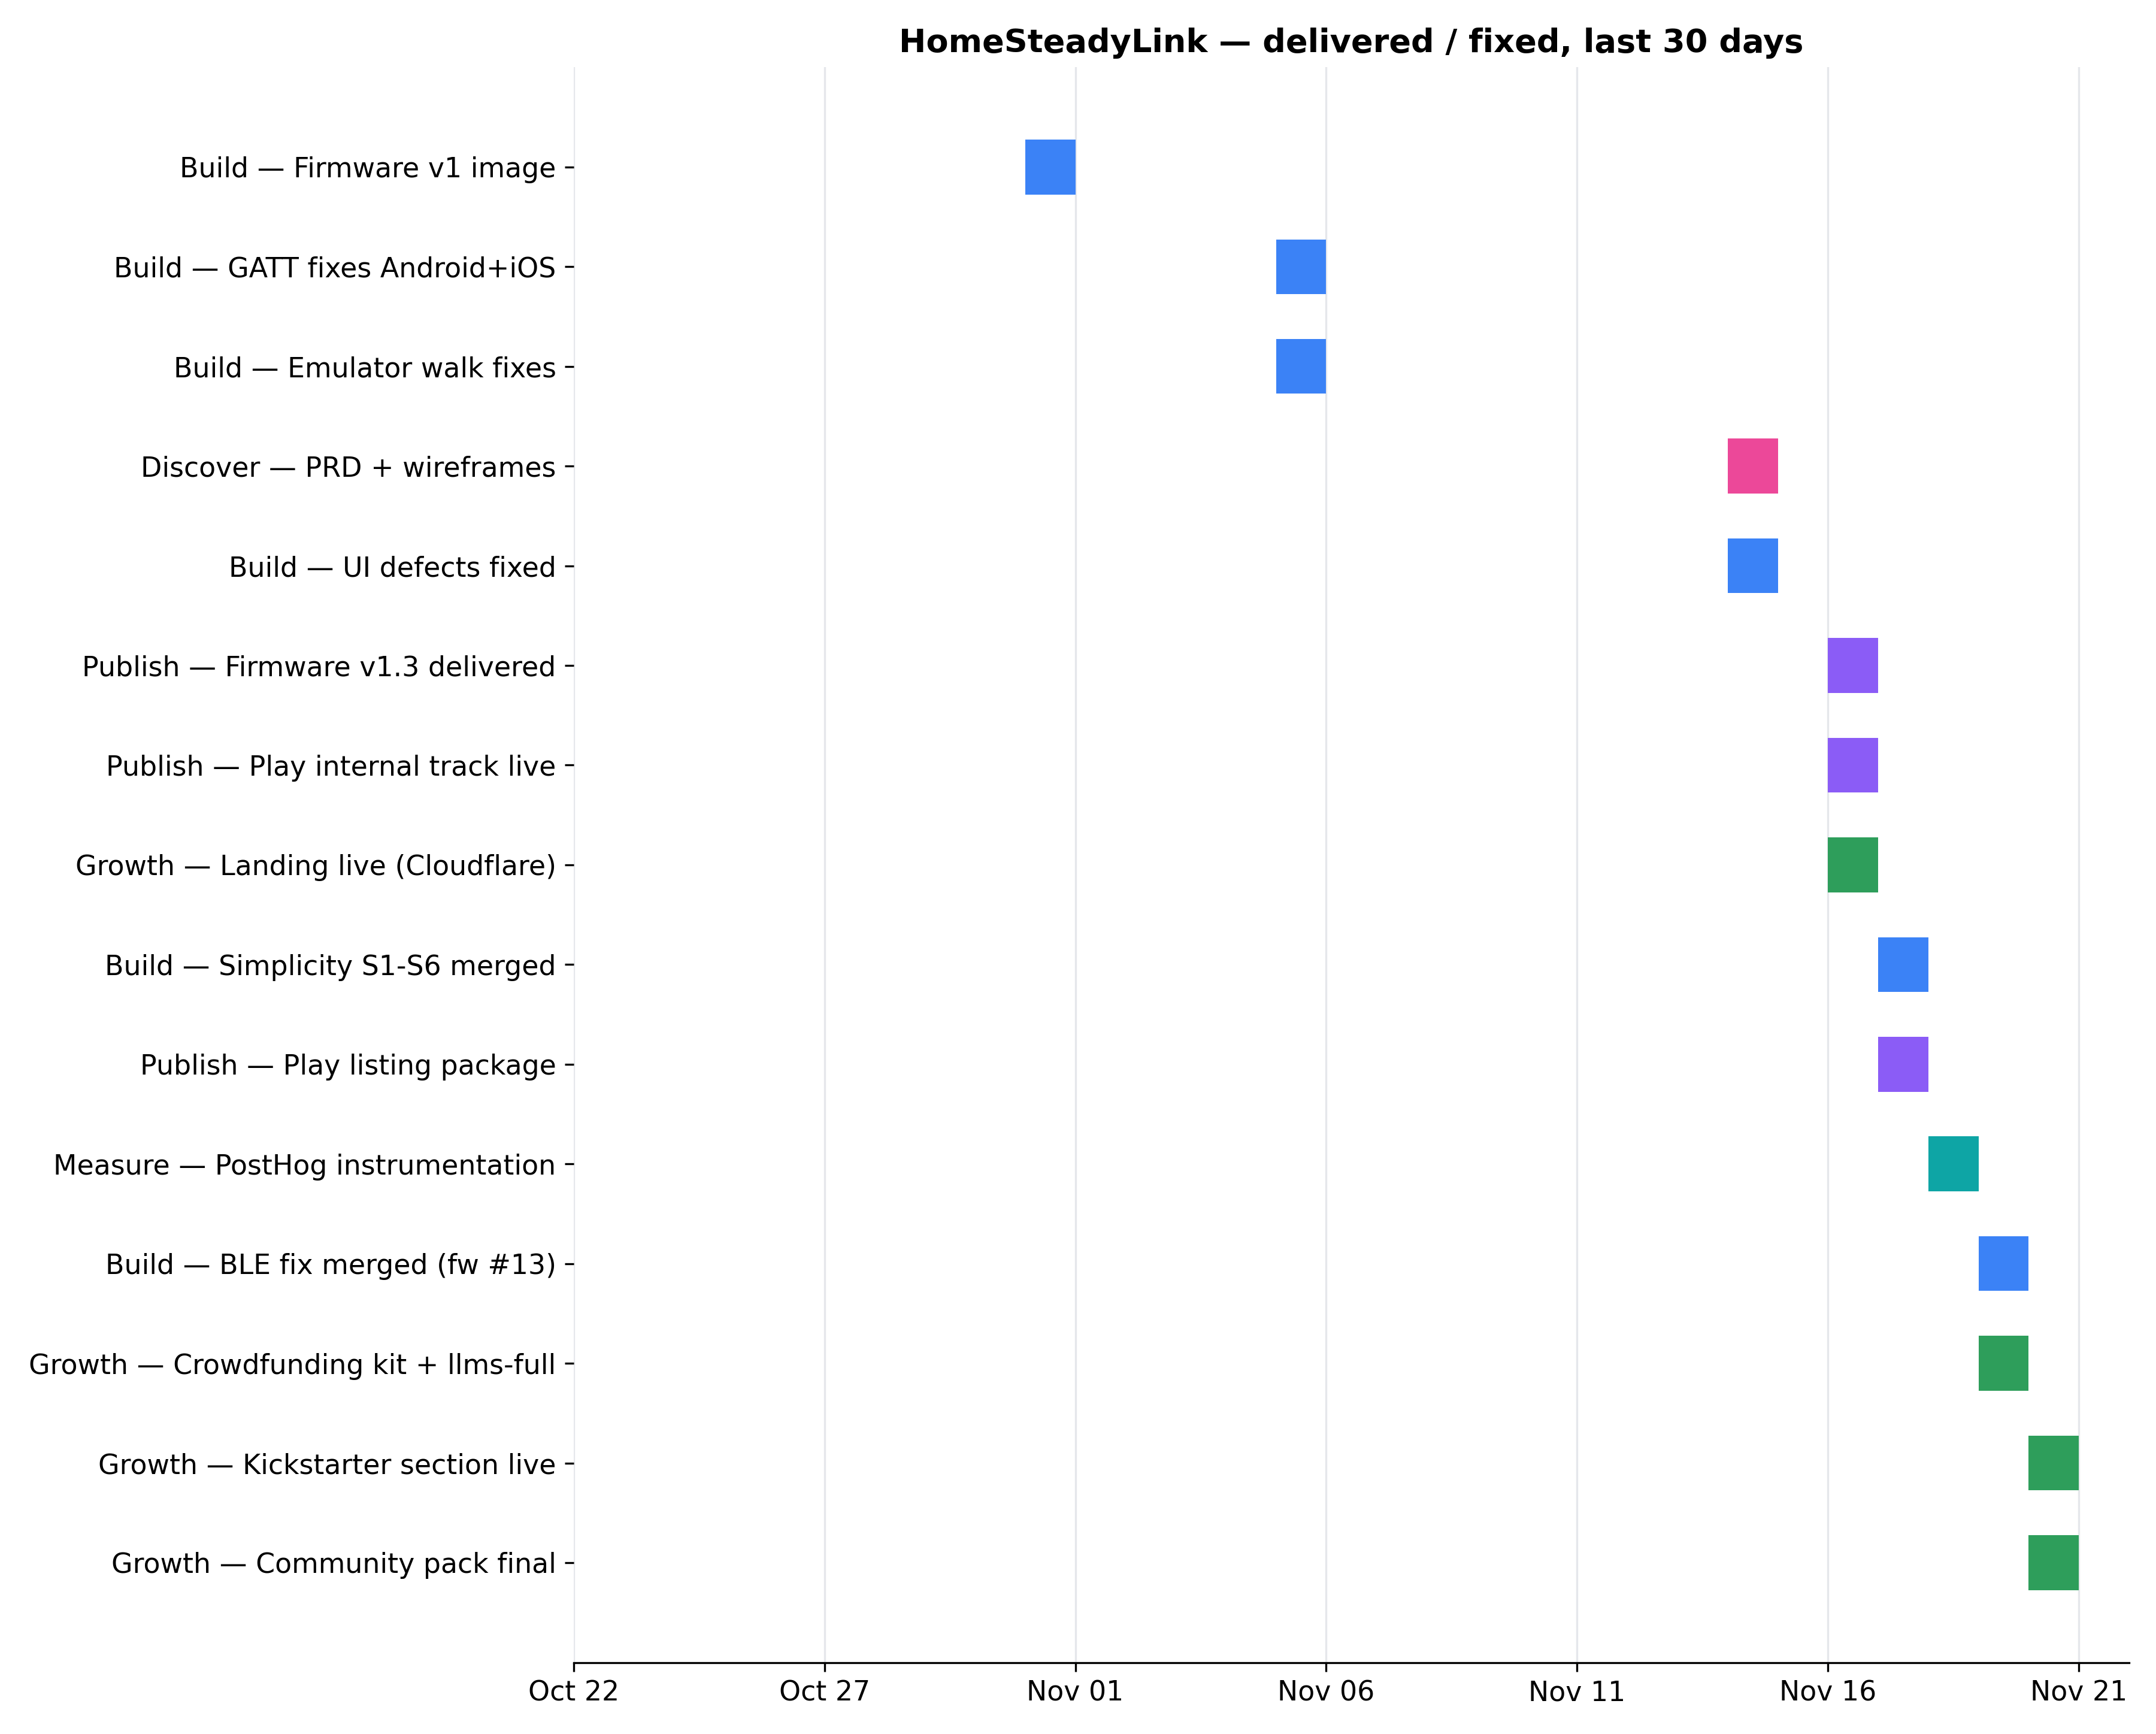 HomeSteadyLink — delivered / fixed, last 30 days
Build — Firmware v1 image
Build — GATT fixes Android+iOS
Build — Emulator walk fixes
Discover — PRD + wireframes
Build — UI defects fixed
Publish — Firmware v1.3 delivered
Publish — Play internal track live
Growth — Landing live (Cloudflare)
Build — Simplicity S1-S6 merged
Publish — Play listing package
Measure — PostHog instrumentation
Build — BLE fix merged (fw #13)
Growth — Crowdfunding kit + llms-full
Growth — Kickstarter section live
Growth — Community pack final
Oct 22 Oct 27 Nov 01 Nov 06 Nov 11 Nov 16 Nov 21